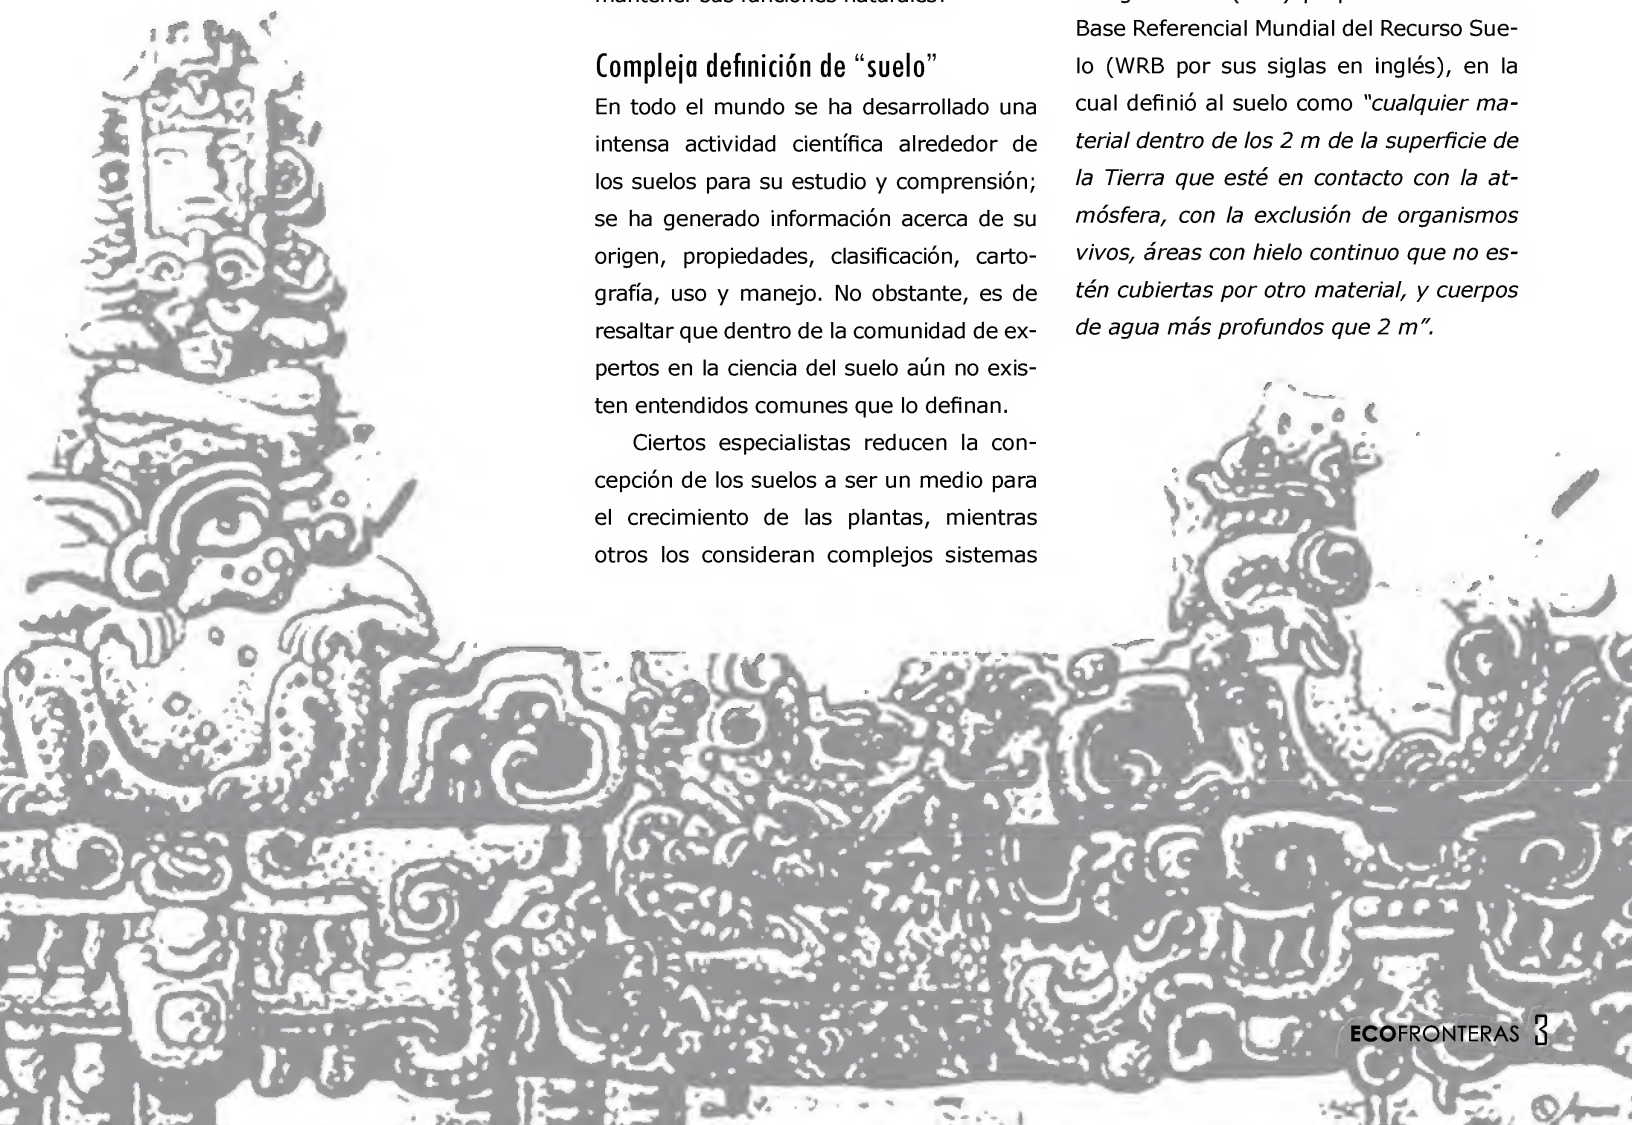 mantener sus funciones naturales.
Compleja definición de “suelo”
En todo el mundo se ha desarrollado una
intensa actividad científica alrededor de
los suelos para su estudio y comprensión;
se ha generado información acerca de su
origen, propiedades, clasificación, carto-
grafía, uso y manejo. No obstante, es de
resaltar que dentro de la comunidad de ex-
pertos en la ciencia del suelo aún no exis-
ten entendidos comunes que lo definan.
Ciertos especialistas reducen la con-
cepción de los suelos a ser un medio para
el crecimiento de las plantas, mientras
otros los consideran complejos sistemas
Base Referencial Mundial del Recurso Sue-
lo (WRB por sus siglas en inglés), en la
cual definió al suelo como “cualquier ma-
terial dentro de los 2 m de la superficie de
la Tierra que esté en contacto con la at-
mósfera, con la exclusión de organismos
vivos, áreas con hielo continuo que no es-
tén cubiertas por otro material, y cuerpos
de agua más profundos que 2 m”.
ECOFRONTERAS 3